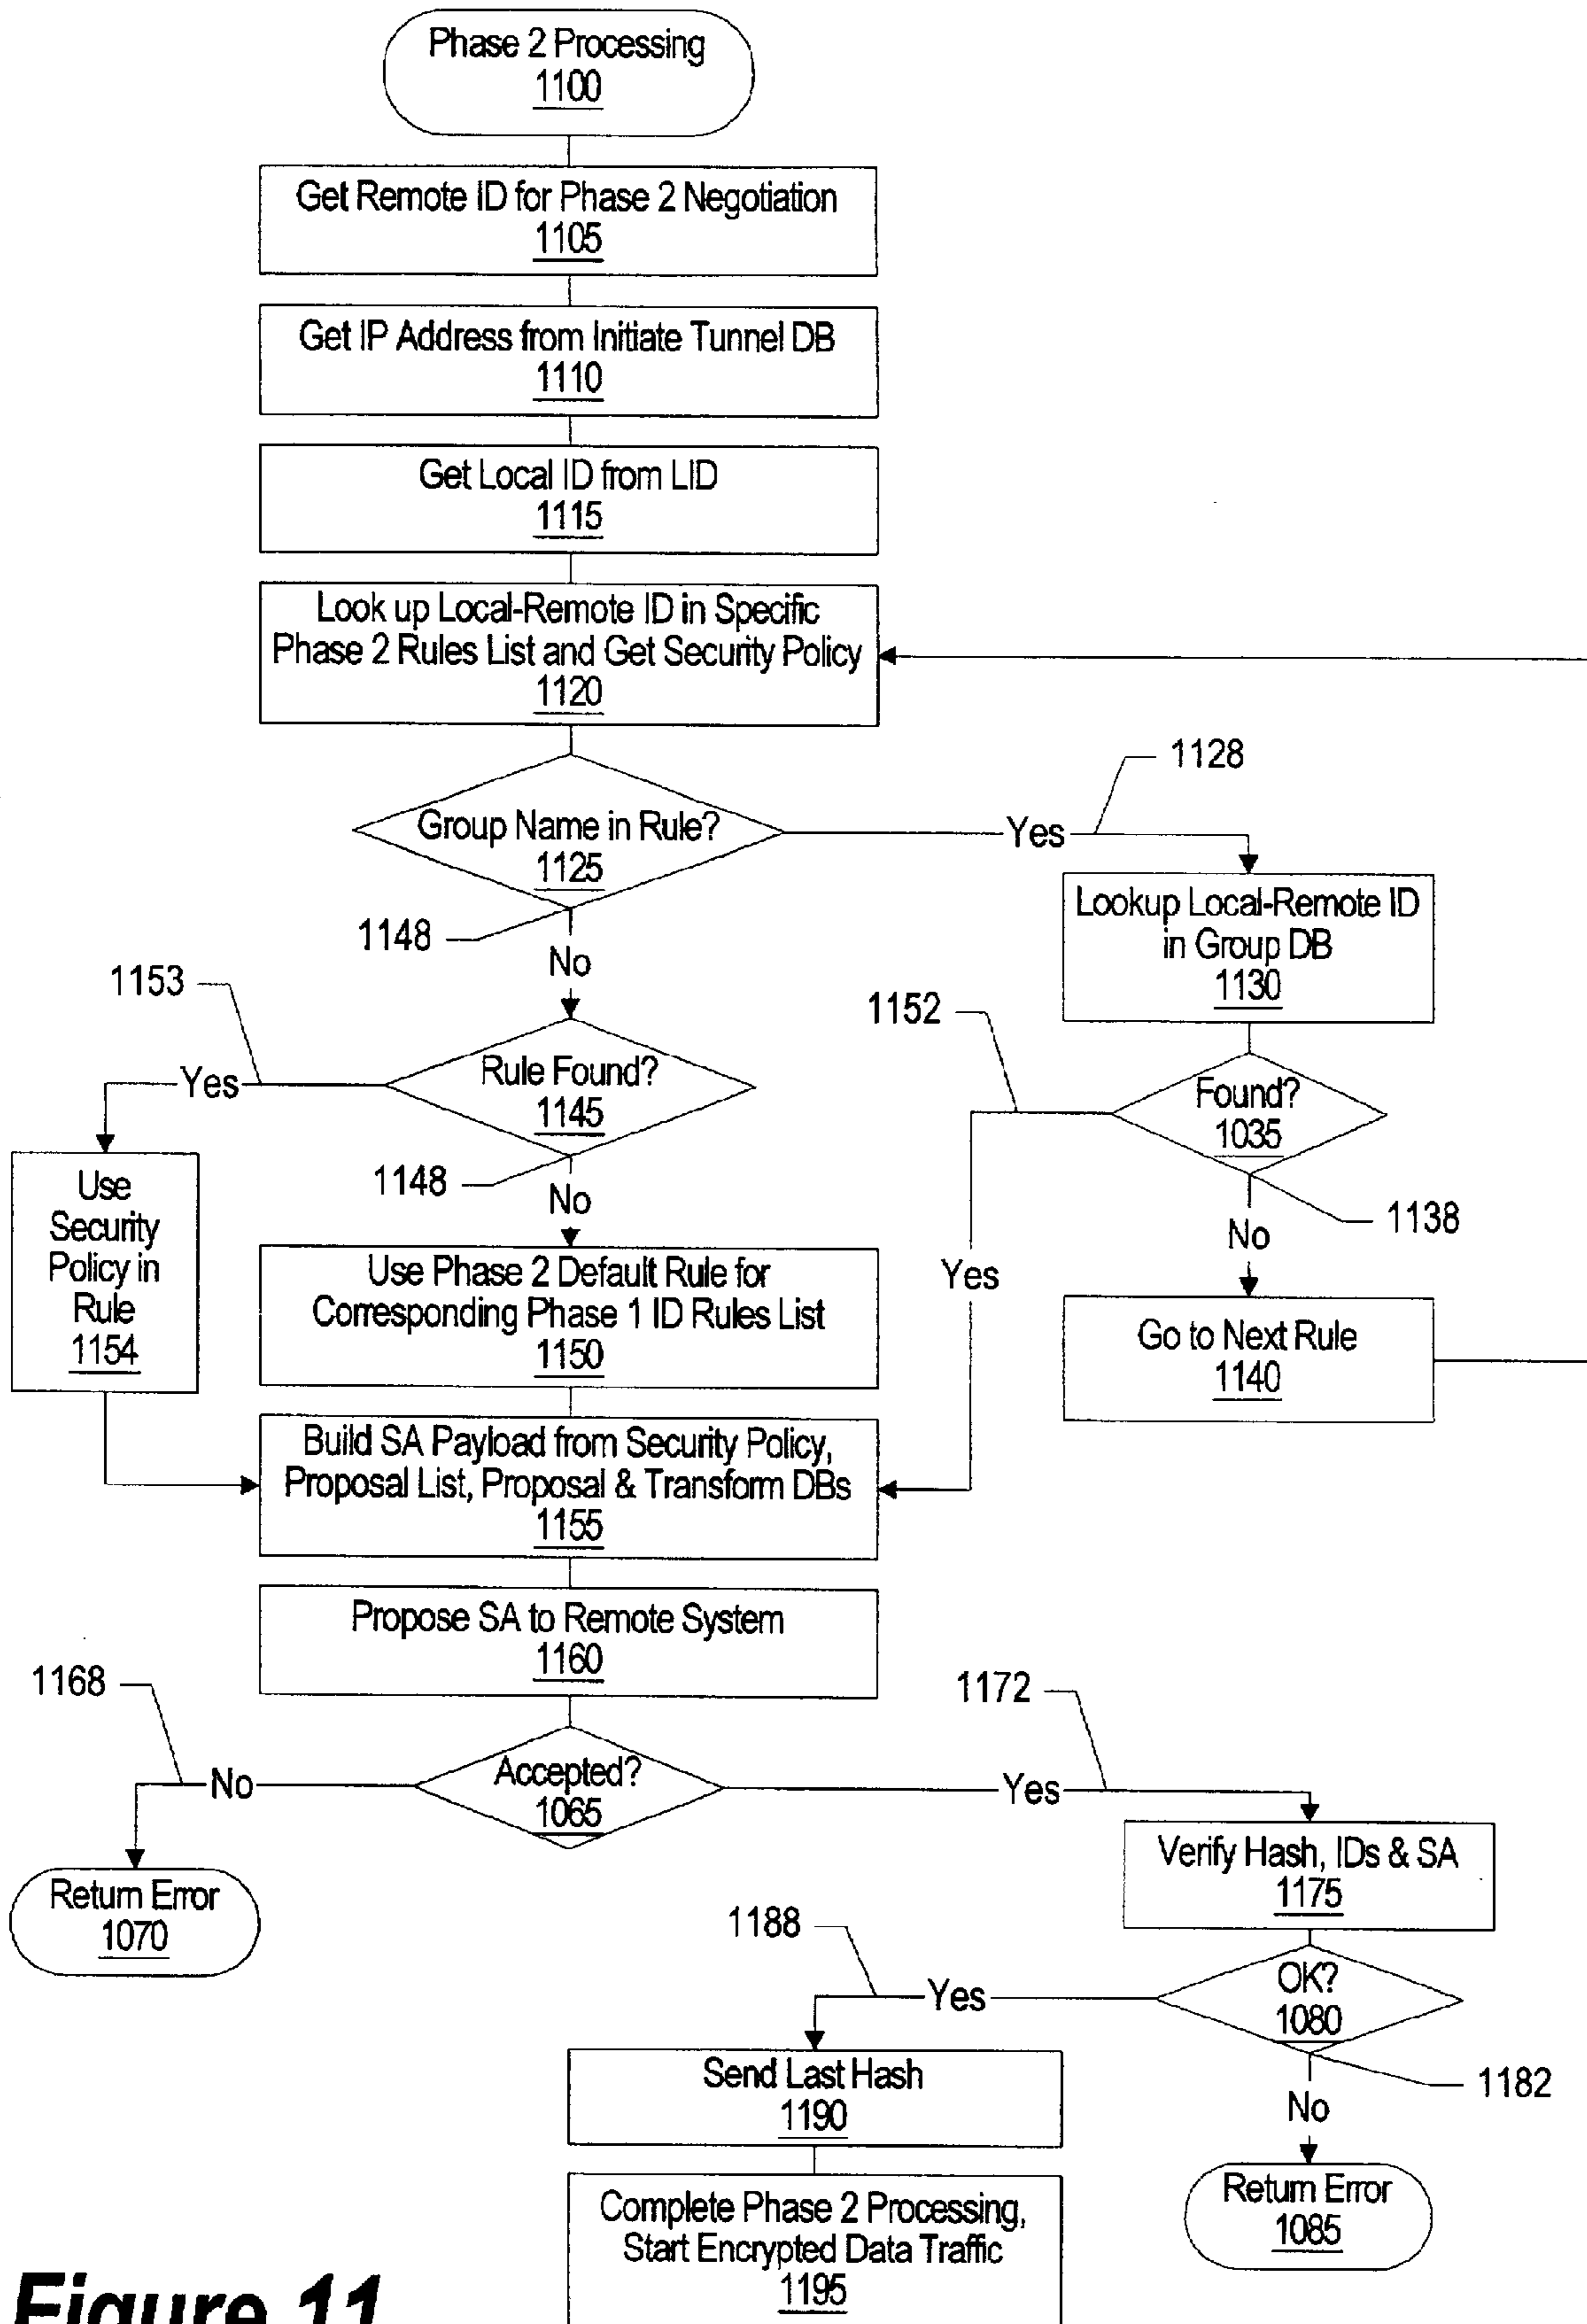 Phase 2 Processing
1100
Get Remote ID for Phase 2 Negotiation
1105
Get IP Address from Initiate Tunnel DB
1110
Get Local ID from LID
1115
Look up Local-Remote ID in Specific
Phase 2 Rules List and Get Security Policy
1120
1128
Group Name in Rule?
1125
Yes
1148
No
Lookup Local-Remote ID
in Group DB
1130
1153
1152
Yes
Rule Found?
1145
Found?
1035
1148
No
1138
No
Use
Security
Policy in
Rule
1154
Use Phase 2 Default Rule for
Corresponding Phase 1 ID Rules List
1150
Yes
Go to Next Rule
1140
Build SA Payload from Security Policy,
Proposal List, Proposal & Transform DBs
1155
Propose SA to Remote System
1160
1168
1172
No
Accepted?
1065
Yes
Return Error
1070
Verify Hash, IDs & SA
1175
1188
Yes
OK?
1080
1182
No
Send Last Hash
1190
Return Error
1085
Complete Phase 2 Processing,
Start Encrypted Data Traffic
1195
Figure 11